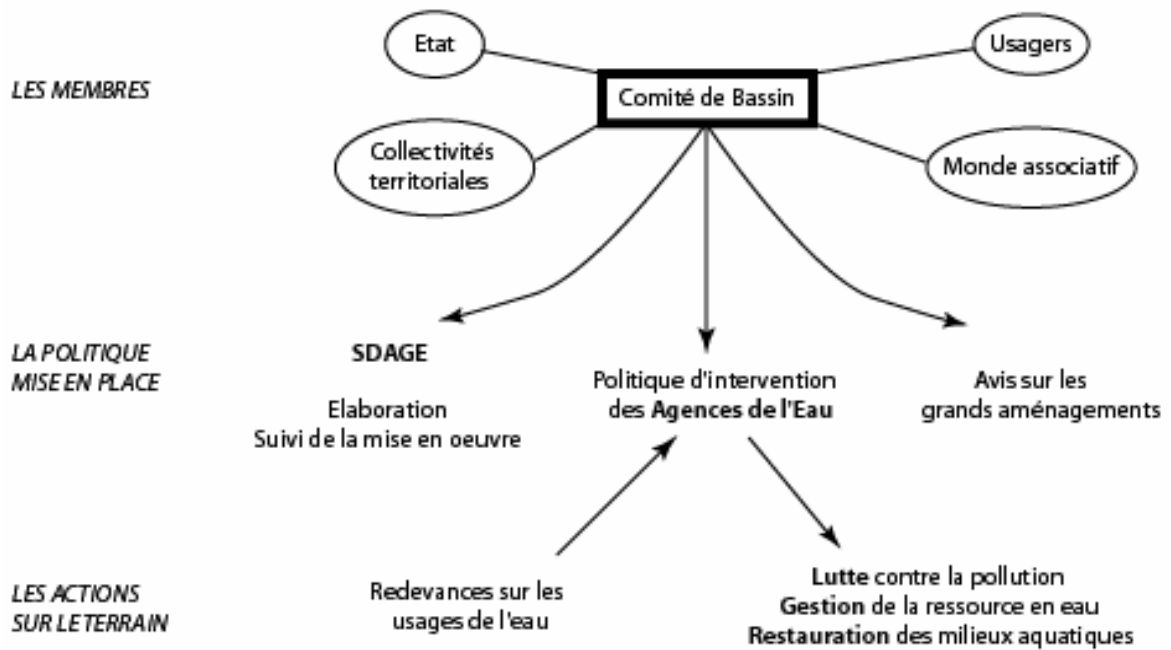 Etat
Usagers
LES MEMBRES
Comité de Bassin
Collectivités
territoriales
Monde associatif
LA POLITIQUE
MISE EN PLACE
SDAGE
Elaboration
Suivi de la mise en oeuvre
Politique d'intervention
des Agences de l'Eau
Avis sur les
grands aménagements
LES ACTIONS
SUR LE TERRAIN
Redevances sur les
usages de l'eau
Lutte contre la pollution
Gestion de la ressource en eau
Restauration des milieux aquatiques